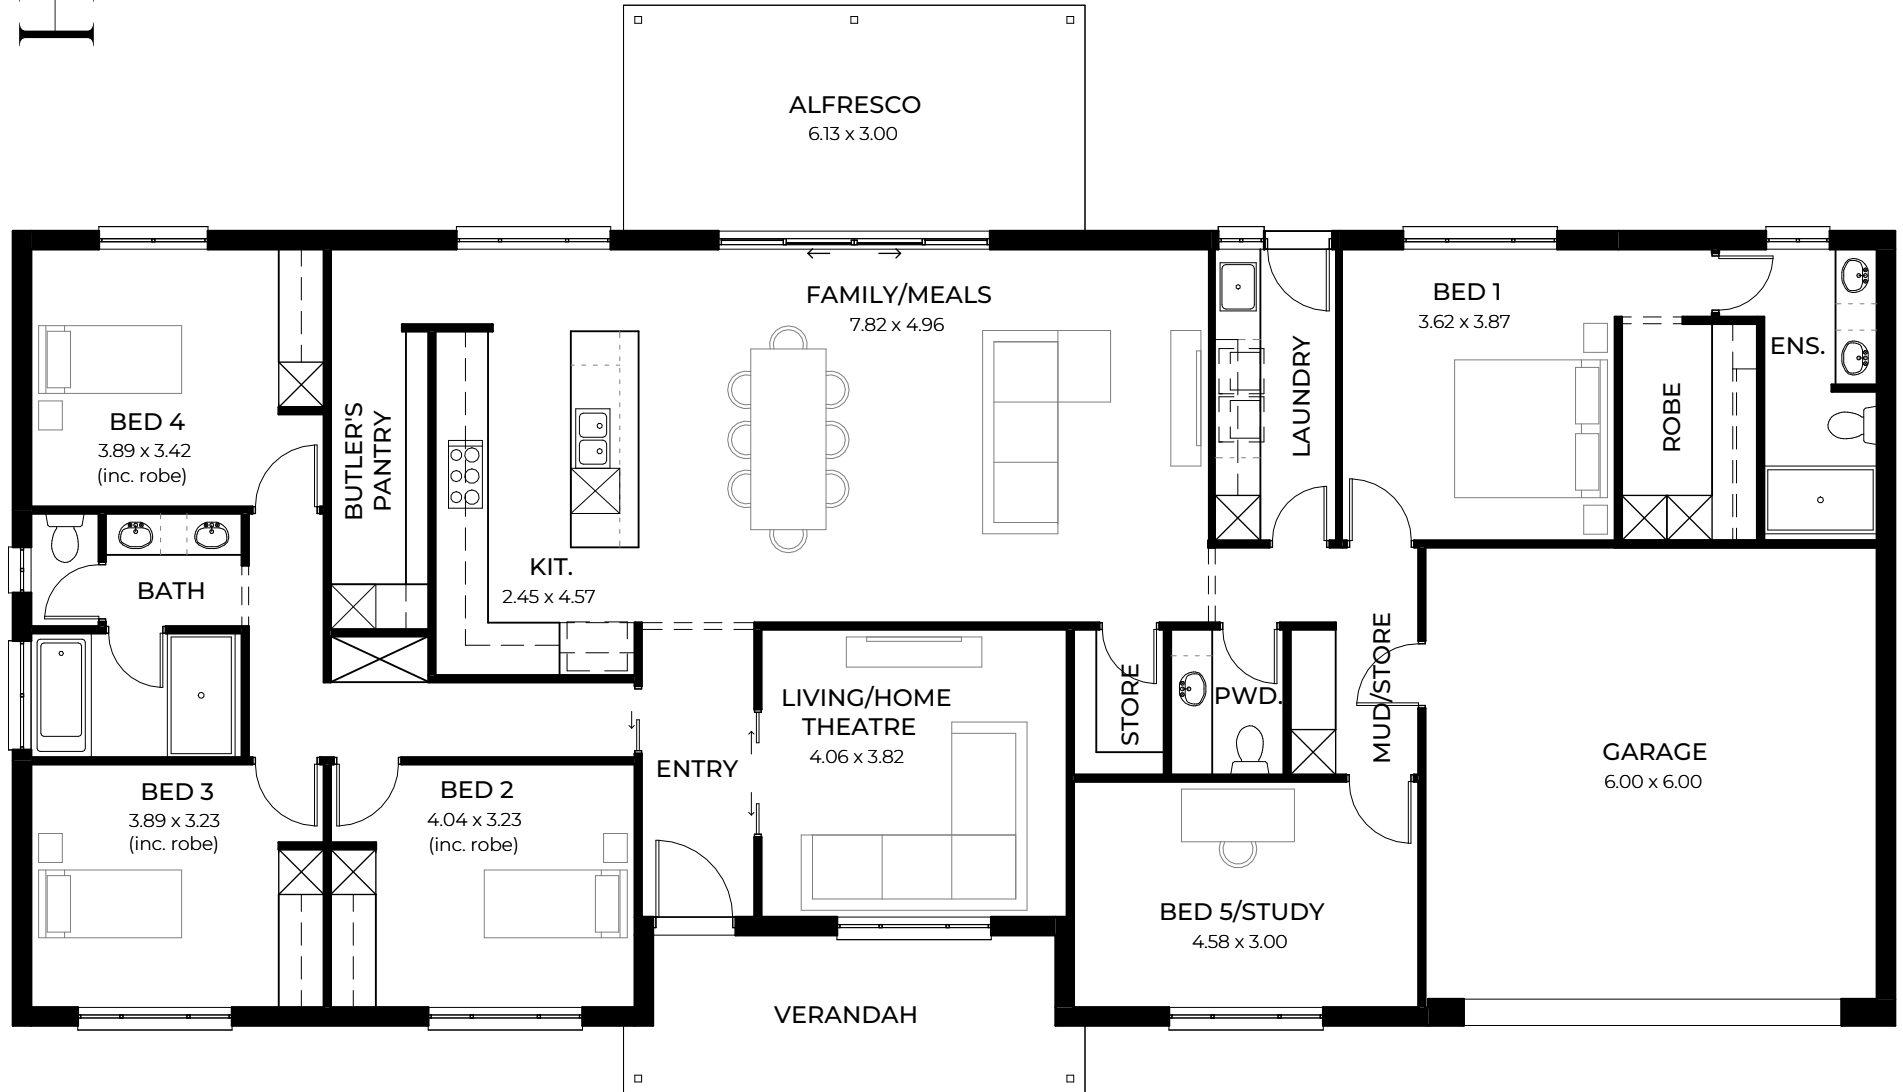 ALFRESCO
6.13 x 3.00
FAMILY/MEALS
7.82 x 4.96
BED 1
3.62 x 3.87
ENS.
LAUNDRY
ROBE
BED 4
3.89 x 3.42
(inc. robe)
BUTLER'S
PANTRY
KIT.
2.45 x 4.57
BATH
LIVING/HOME
THEATRE
4.06 x 3.82
STORE
PWD.
MUD/STORE
GARAGE
6.00 x 6.00
ENTRY
BED 3
3.89 x 3.23
(inc. robe)
BED 2
4.04 x 3.23
(inc. robe)
BED 5/STUDY
4.58 x 3.00
VERANDAH